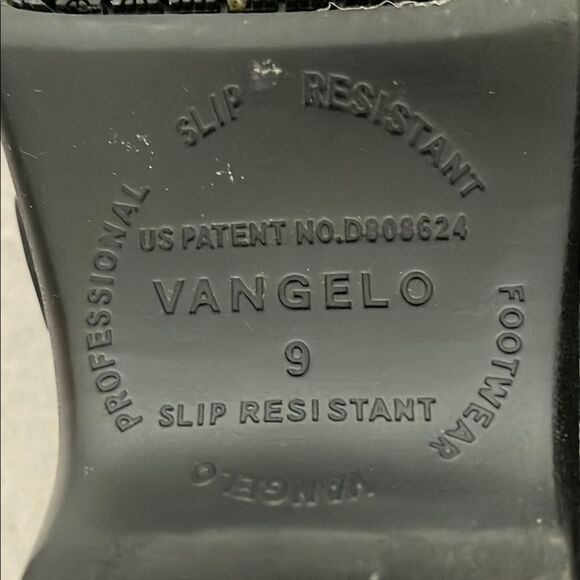 SLIP RESISTANT
PROFESSIONAL
US PATENT NO.D808624
VANGELO
9
SLIP RESISTANT
FOOTWEAR
VANGELO